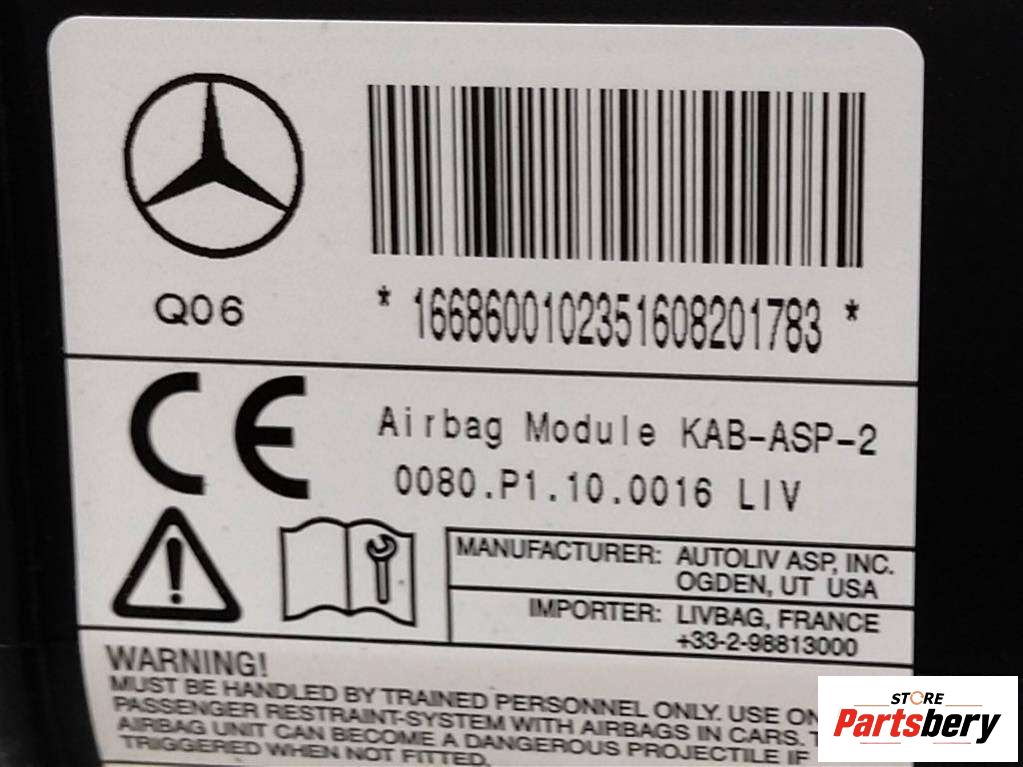 Q06
* 1668600102351608201783 *
CE
Airbag Module KAB-ASP-2
0080.P1.10.0016 LIV
MANUFACTURER: AUTOLIV ASP, INC.
OGDEN, UT USA
IMPORTER: LIVBAG, FRANCE
+33-2-98813000
WARNING!
MUST BE HANDLED BY TRAINED PERSONNEL ONLY. USE
PASSENGER RESTRAINT-SYSTEM WITH AIRBAGS IN CARS.
AIRBAG UNIT CAN BECOME A DANGEROUS PROJECTILE IF
TRIGGERED WHEN NOT FITTED.
STORE
Partsbery